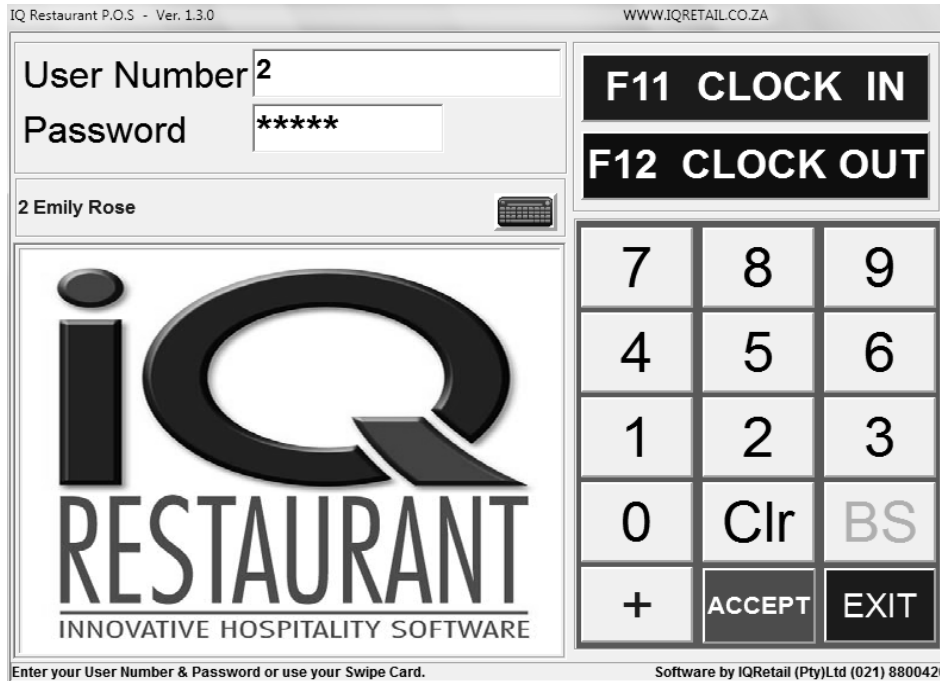 IQ Restaurant P.O.S - Ver. 1.3.0 WWW.IQRETAIL.CO.ZA
User Number 2
Password *****
2 Emily Rose
F11 CLOCK IN
F12 CLOCK OUT
iQ
RESTAURANT
INNOVATIVE HOSPITALITY SOFTWARE
7 8 9
4 5 6
1 2 3
0 Clr BS
+ ACCEPT EXIT
Enter your User Number & Password or use your Swipe Card. Software by IQRetail (Pty)Ltd (021) 880042